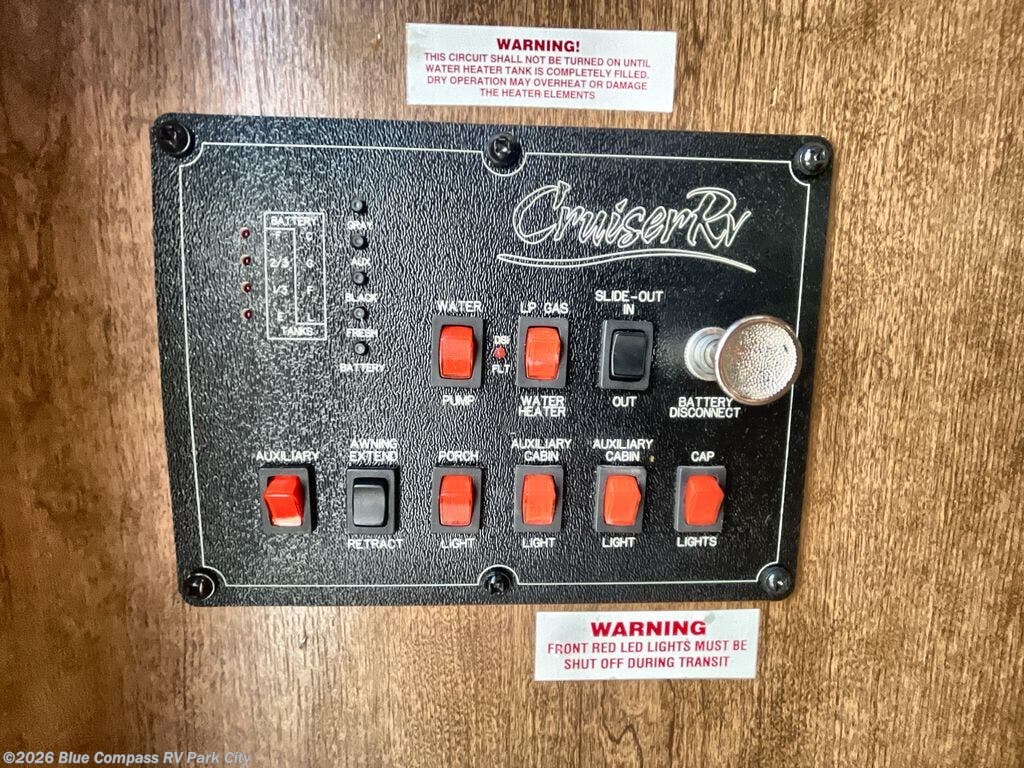 WARNING!
THIS CIRCUIT SHALL NOT BE TURNED ON UNTIL
WATER HEATER TANK IS COMPLETELY FILLED.
DRY OPERATION MAY OVERHEAT OR DAMAGE
THE HEATER ELEMENTS
CruiserRv
BATTERY
F C
2/3 G
1/3 F
E
TANKS
GRAY
AUX
BLACK
FRESH
BATTERY
WATER
PUMP
DSI
FLT
LP GAS
WATER
HEATER
SLIDE-OUT
IN
OUT
BATTERY
DISCONNECT
AUXILIARY
AWNING
EXTEND
RETRACT
PORCH
LIGHT
AUXILIARY
CABIN
LIGHT
AUXILIARY
CABIN
LIGHT
CAP
LIGHTS
WARNING
FRONT RED LED LIGHTS MUST BE
SHUT OFF DURING TRANSIT
©2026 Blue Compass RV Park City